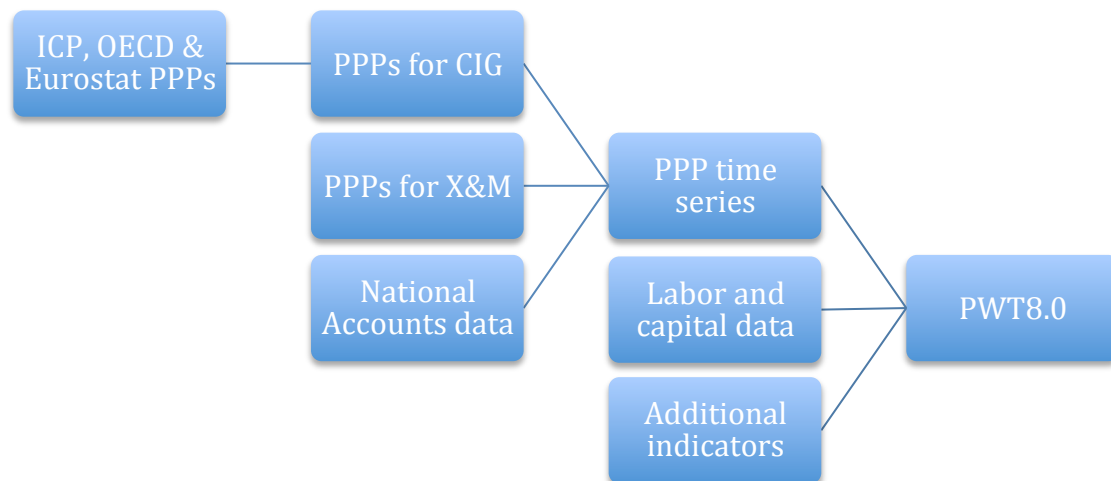 ICP, OECD &
Eurostat PPPs
PPPs for CIG
PPPs for X&M
National
Accounts data
PPP time
series
Labor and
capital data
Additional
indicators
PWT8.0